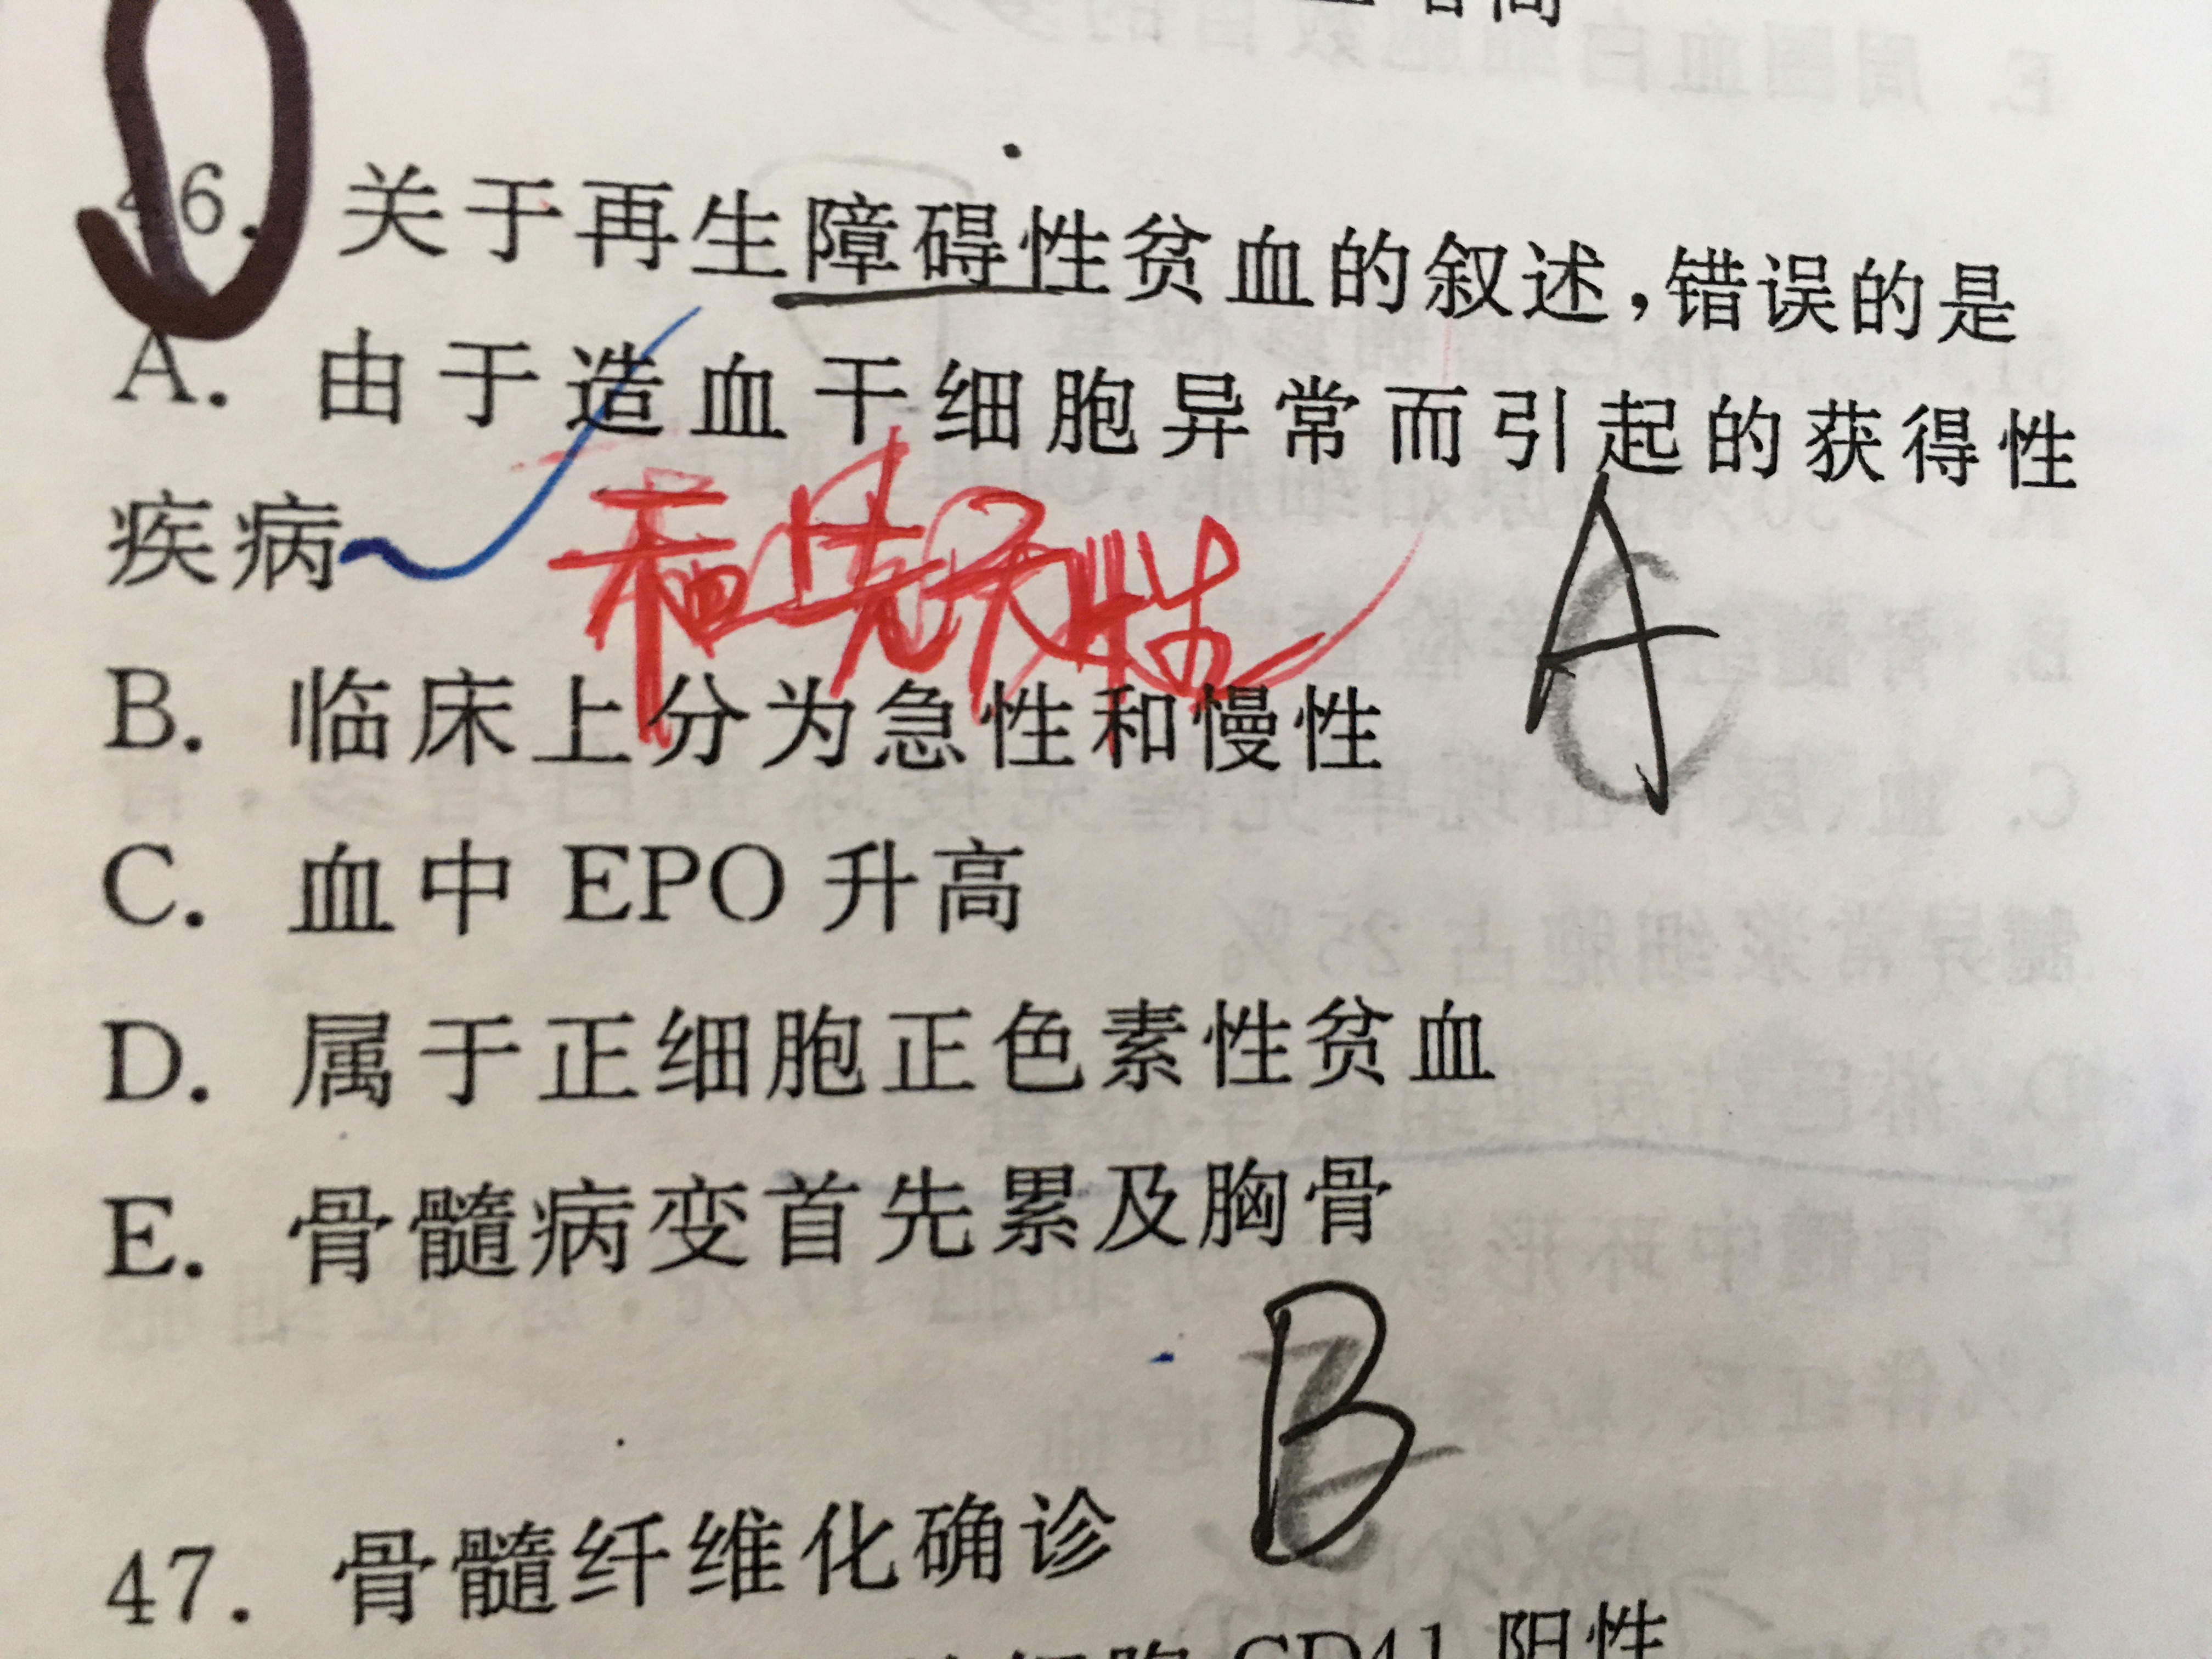 46. 关于再生障碍性贫血的叙述,错误的是
A. 由于造血干细胞异常而引起的获得性
疾病
B. 临床上分为急性和慢性
A
C. 血中 EPO 升高
D. 属于正细胞正色素性贫血
E. 骨髓病变首先累及胸骨
B
47. 骨髓纤维化确诊